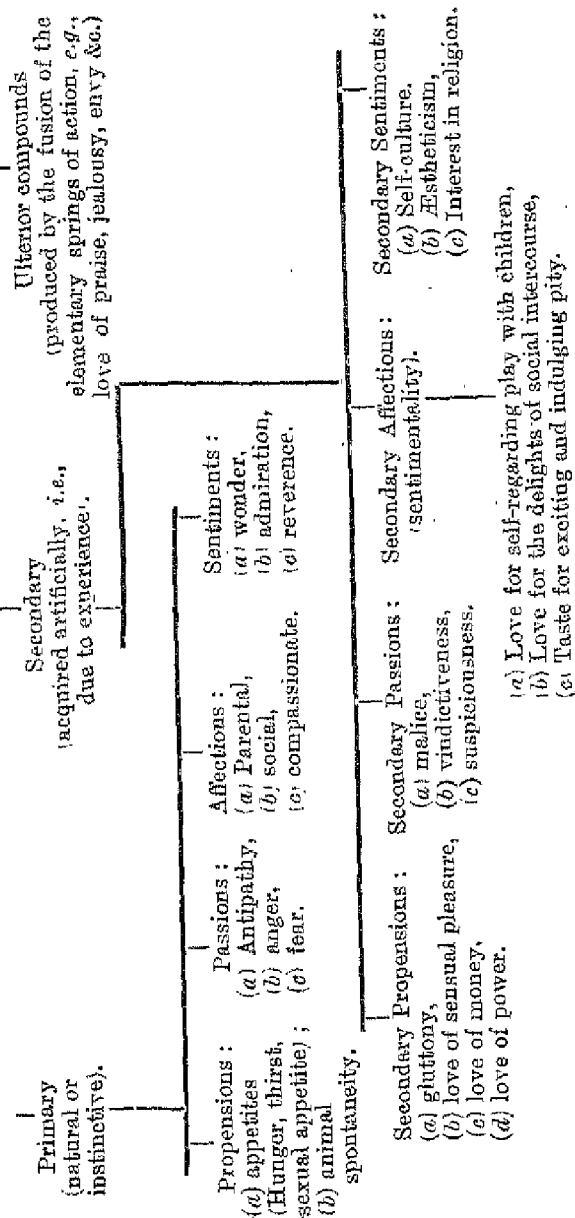 Primary
(natural or
instinctive).
Secondary
(acquired artificially, i.e.,
due to experience).
Ulterior compounds
(produced by the fusion of the
elementary springs of action, e.g.,
love of praise, jealousy, envy &c.)
Propensions :
(a) appetites
(Hunger, thirst,
sexual appetite) ;
(b) animal
spontaneity.
Passions :
(a) Antipathy,
(b) anger,
(c) fear.
Affections :
(a) Parental,
(b) social,
(c) compassionate.
Sentiments :
(a) wonder,
(b) admiration,
(c) reverence.
Secondary Propensions :
(a) gluttony,
(b) love of sensual pleasure,
(c) love of money,
(d) love of power.
Secondary Passions :
(a) malice,
(b) vindictiveness,
(c) suspiciousness.
Secondary Affections :
(sentimentality).
Secondary Sentiments :
(a) Self-culture.
(b) Æstheticism,
(c) Interest in religion.
(a) Love for self-regarding play with children,
(b) Love for the delights of social intercourse,
(c) Taste for exciting and indulging pity.